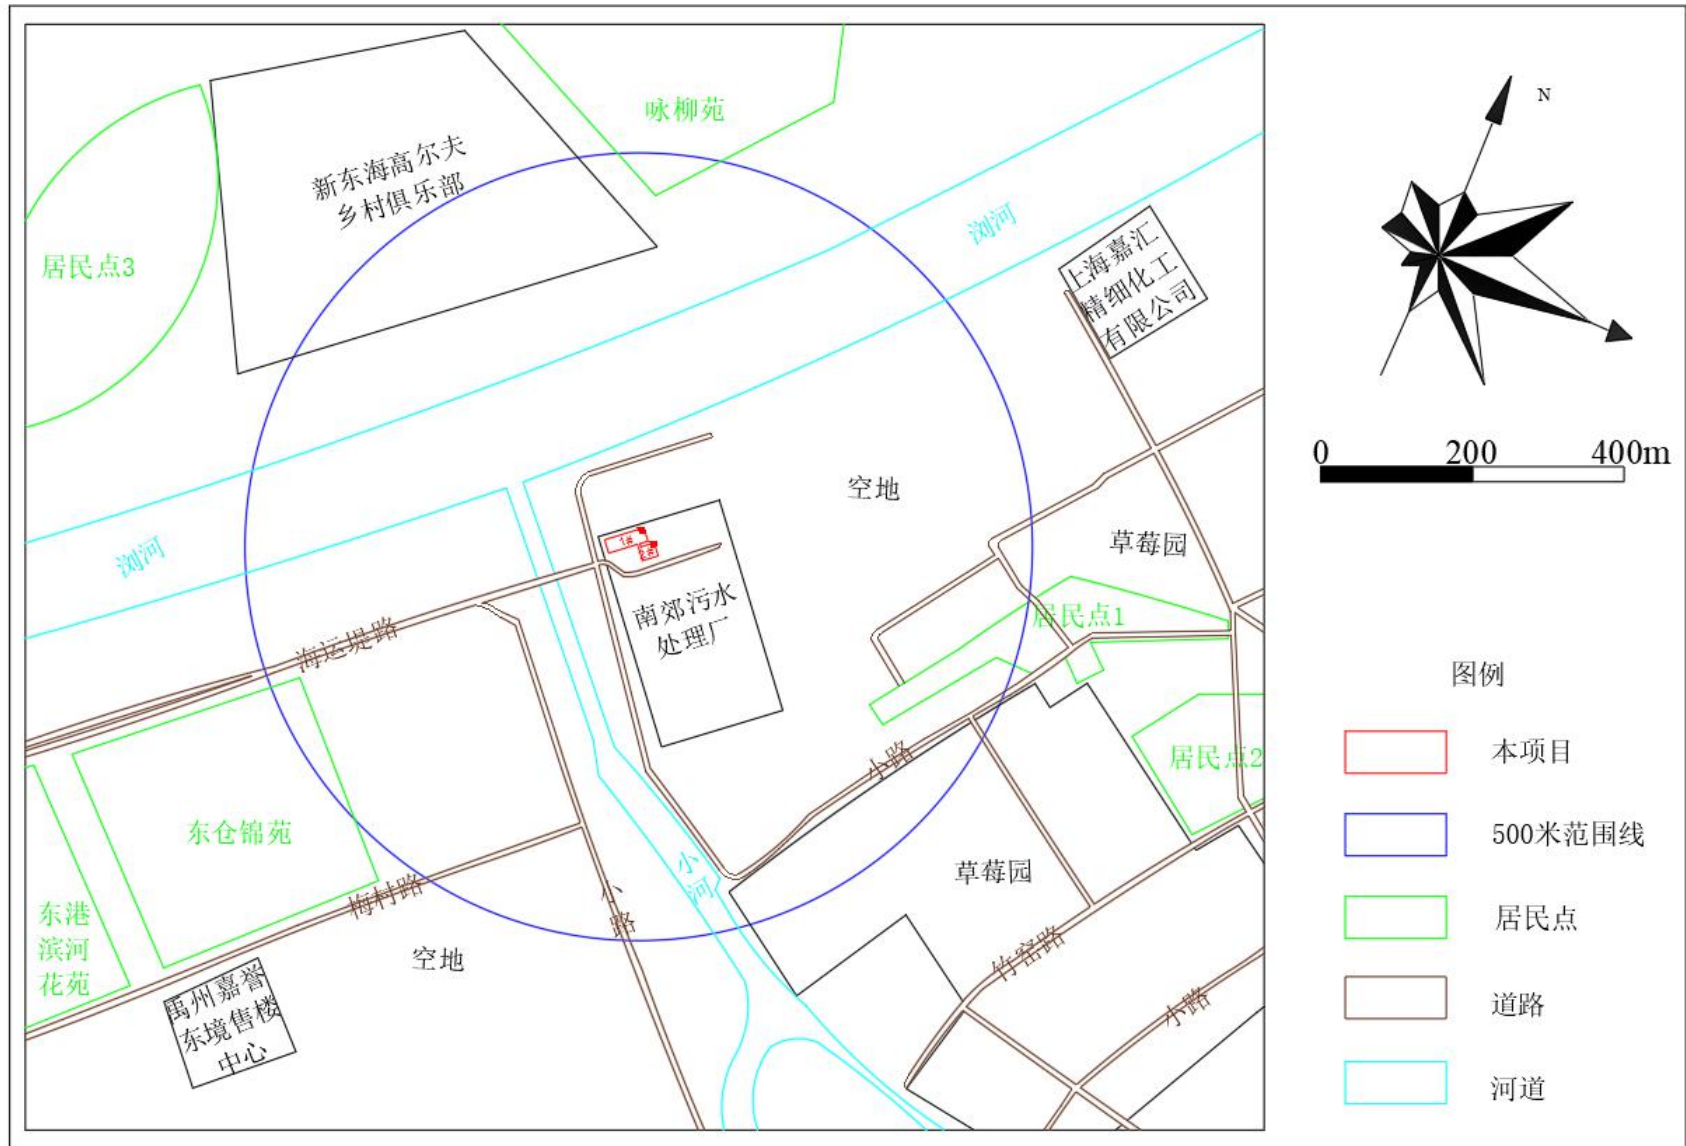 咏柳苑
新东海高尔夫
乡村俱乐部
居民点3
浏河
上海嘉汇
精细化工
有限公司
N
0 200 400m
空地
草莓园
1#
2#
浏河
南郊污水
处理厂
居民点1
海运堤路
居民点2
小路
东仓锦苑
小河
草莓园
梅村路
小路
东港
滨河
花苑
空地
竹窑路
禹州嘉誉
东境售楼
中心
小路
图例
本项目
500米范围线
居民点
道路
河道